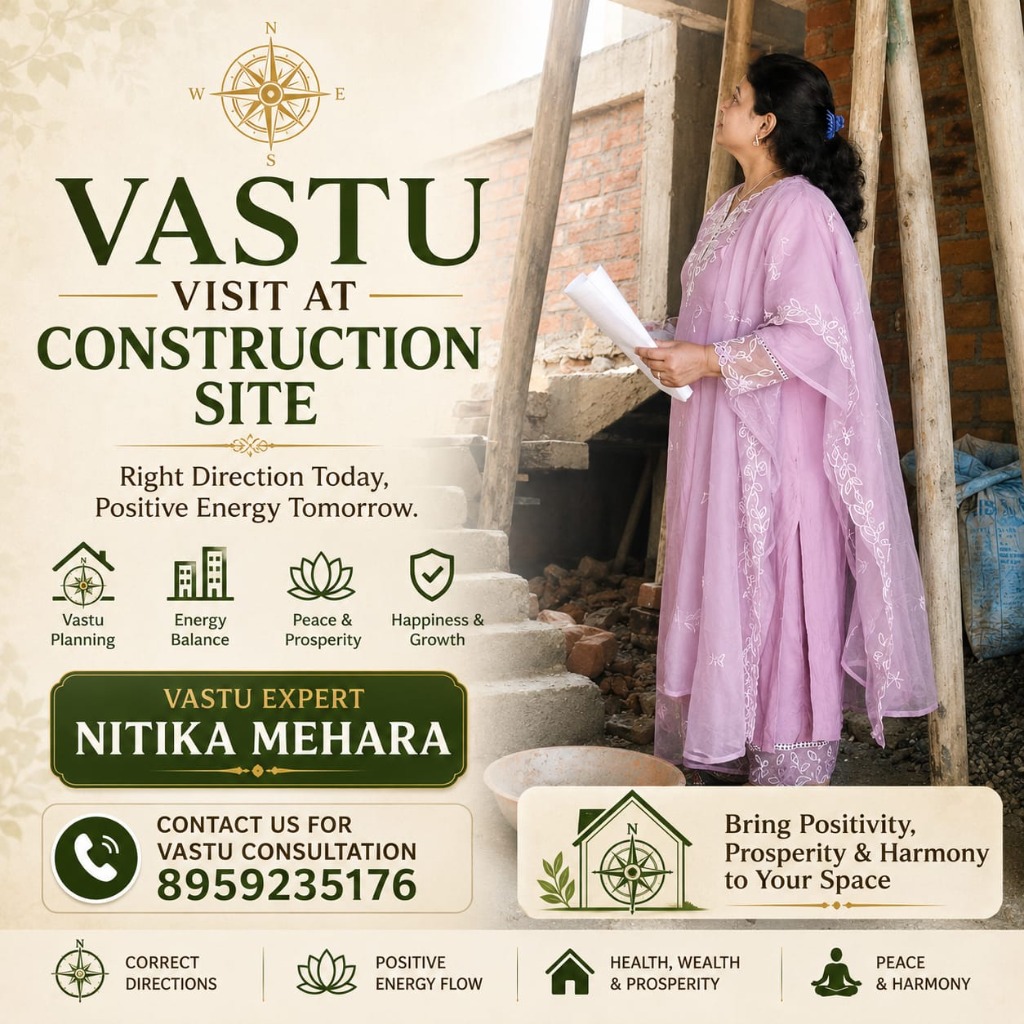 N
W E
S
VASTU
VISIT AT
CONSTRUCTION
SITE
Right Direction Today,
Positive Energy Tomorrow.
Vastu
Planning
Energy
Balance
Peace &
Prosperity
Happiness &
Growth
VASTU EXPERT
NITIKA MEHARA
CONTACT US FOR
VASTU CONSULTATION
8959235176
N
Bring Positivity,
Prosperity & Harmony
to Your Space
N
CORRECT
DIRECTIONS
POSITIVE
ENERGY FLOW
HEALTH, WEALTH
& PROSPERITY
PEACE
& HARMONY